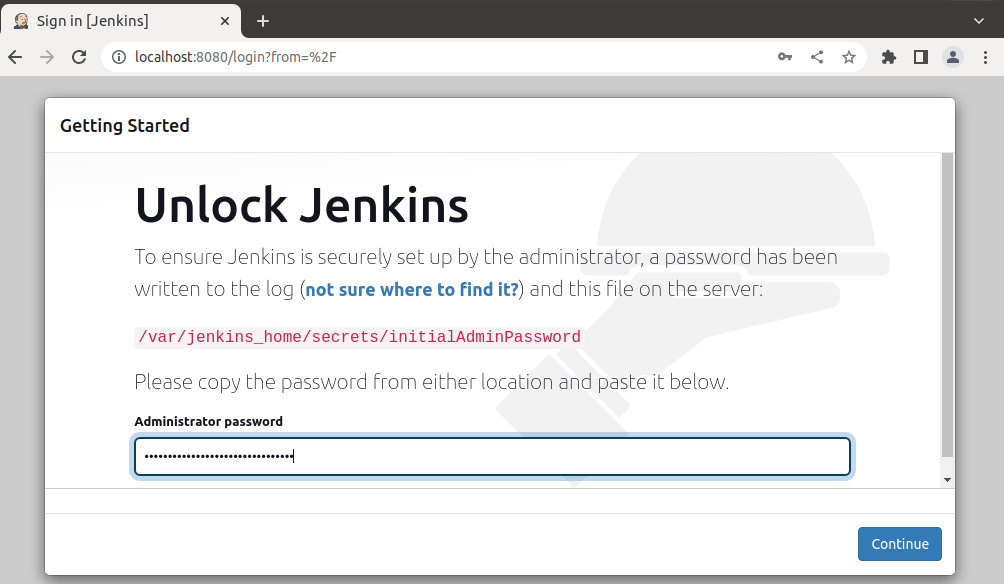 Sign in [Jenkins]
localhost:8080/login?from=%2F
Getting Started
Unlock Jenkins
To ensure Jenkins is securely set up by the administrator, a password has been
written to the log (not sure where to find it?) and this file on the server:
/var/jenkins_home/secrets/initialAdminPassword
Please copy the password from either location and paste it below.
Administrator password
Continue